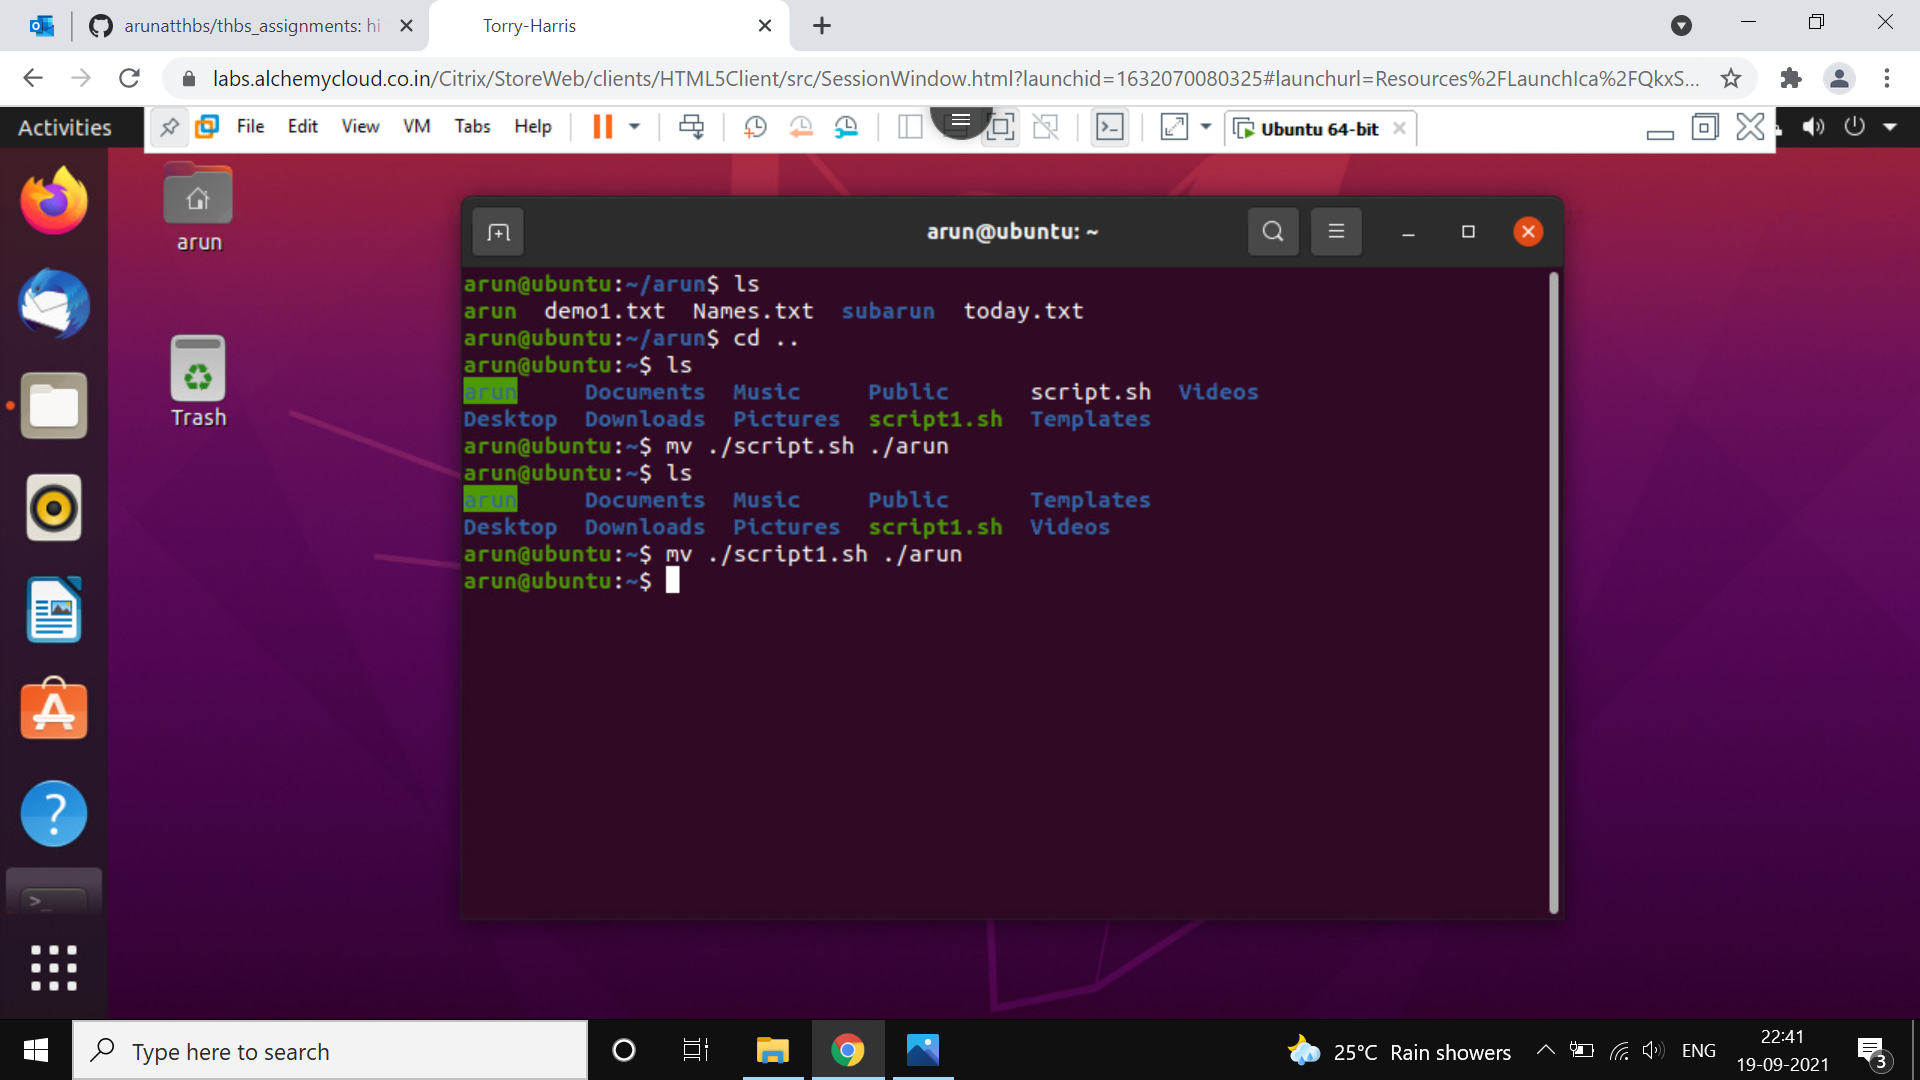 arunatthbs/thbs_assignments: hi
Torry-Harris
labs.alchemycloud.co.in/Citrix/StoreWeb/clients/HTML5Client/src/SessionWindow.html?launchid=1632070080325#launchurl=Resources%2FLaunchIca%2FQkxS...
Activities File Edit View VM Tabs Help Ubuntu 64-bit
arun
Trash
arun@ubuntu: ~
arun@ubuntu:~/arun$ ls
arun demo1.txt Names.txt subarun today.txt
arun@ubuntu:~/arun$ cd ..
arun@ubuntu:~$ ls
arun Documents Music Public script.sh Videos
Desktop Downloads Pictures script1.sh Templates
arun@ubuntu:~$ mv ./script.sh ./arun
arun@ubuntu:~$ ls
arun Documents Music Public Templates
Desktop Downloads Pictures script1.sh Videos
arun@ubuntu:~$ mv ./script1.sh ./arun
arun@ubuntu:~$
Type here to search
25°C Rain showers
ENG
22:41
19-09-2021
3